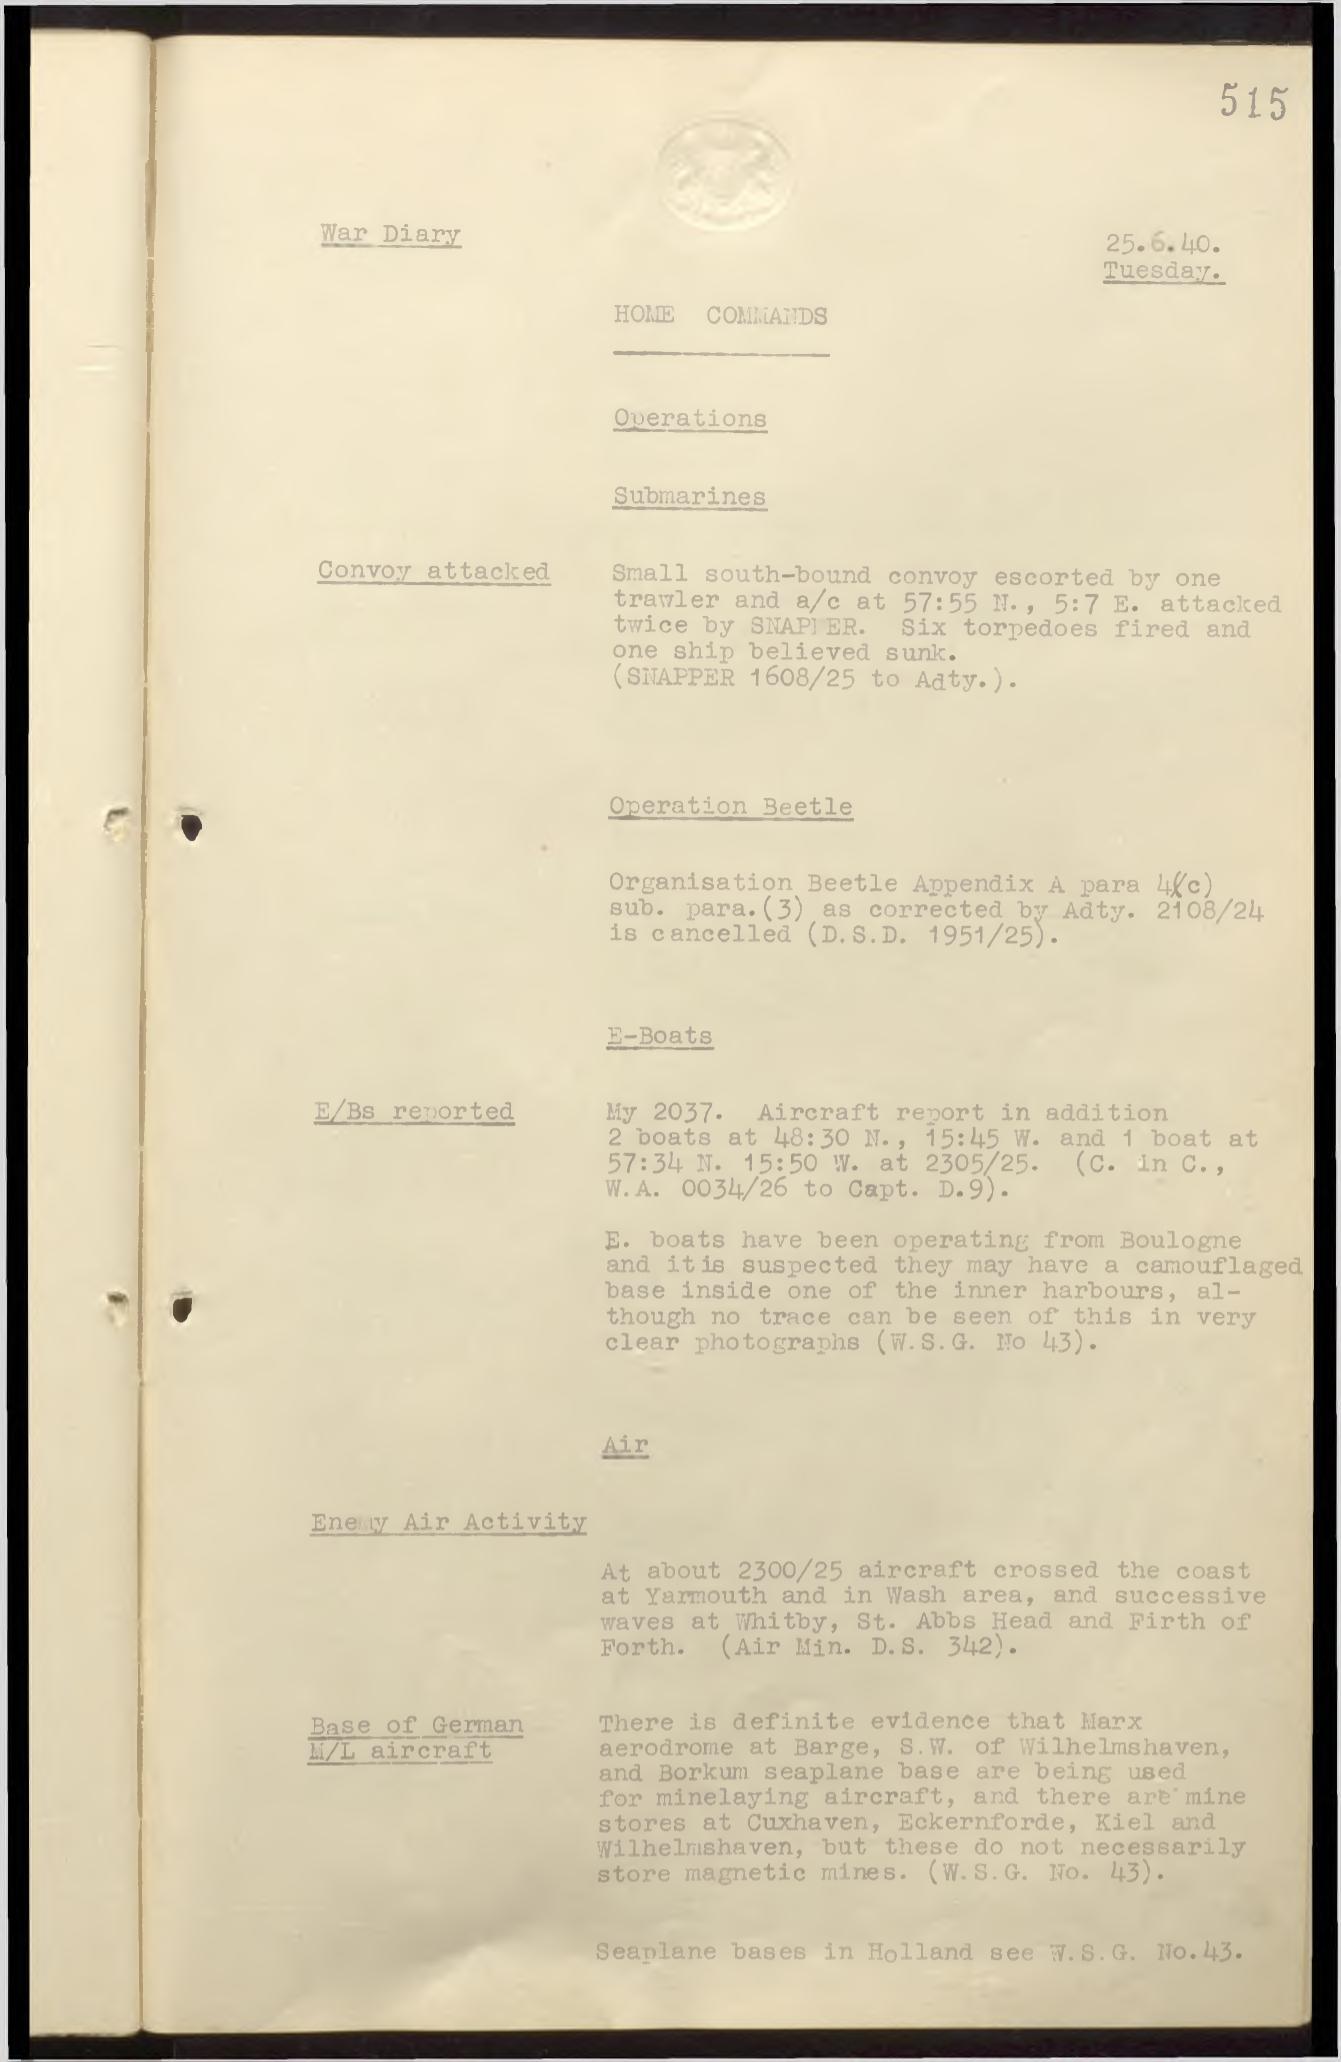 515
War Diary
25.6.40.
Tuesday.
HOME COMMANDS
Operations
Submarines
Convoy attacked
Small south-bound convoy escorted by one
trawler and a/c at 57:55 N., 5:7 E. attacked
twice by SNAPPER. Six torpedoes fired and
one ship believed sunk.
(SNAPPER 1608/25 to Adty.).
Operation Beetle
Organisation Beetle Appendix A para 4(c)
sub. para.(3) as corrected by Adty. 2108/24
is cancelled (D.S.D. 1951/25).
E-Boats
E/Bs reported
My 2037. Aircraft report in addition
2 boats at 48:30 N., 15:45 W. and 1 boat at
57:34 N. 15:50 W. at 2305/25. (C. in C.,
W.A. 0034/26 to Capt. D.9).
E. boats have been operating from Boulogne
and it is suspected they may have a camouflaged
base inside one of the inner harbours, al-
though no trace can be seen of this in very
clear photographs (W.S.G. No 43).
Air
Enemy Air Activity
At about 2300/25 aircraft crossed the coast
at Yarmouth and in Wash area, and successive
waves at Whitby, St. Abbs Head and Firth of
Forth. (Air Min. D.S. 342).
Base of German
M/L aircraft
There is definite evidence that Marx
aerodrome at Barge, S.W. of Wilhelmshaven,
and Borkum seaplane base are being used
for minelaying aircraft, and there are mine
stores at Cuxhaven, Eckernforde, Kiel and
Wilhelmshaven, but these do not necessarily
store magnetic mines. (W.S.G. No. 43).
Seaplane bases in Holland see W.S.G. No.43.